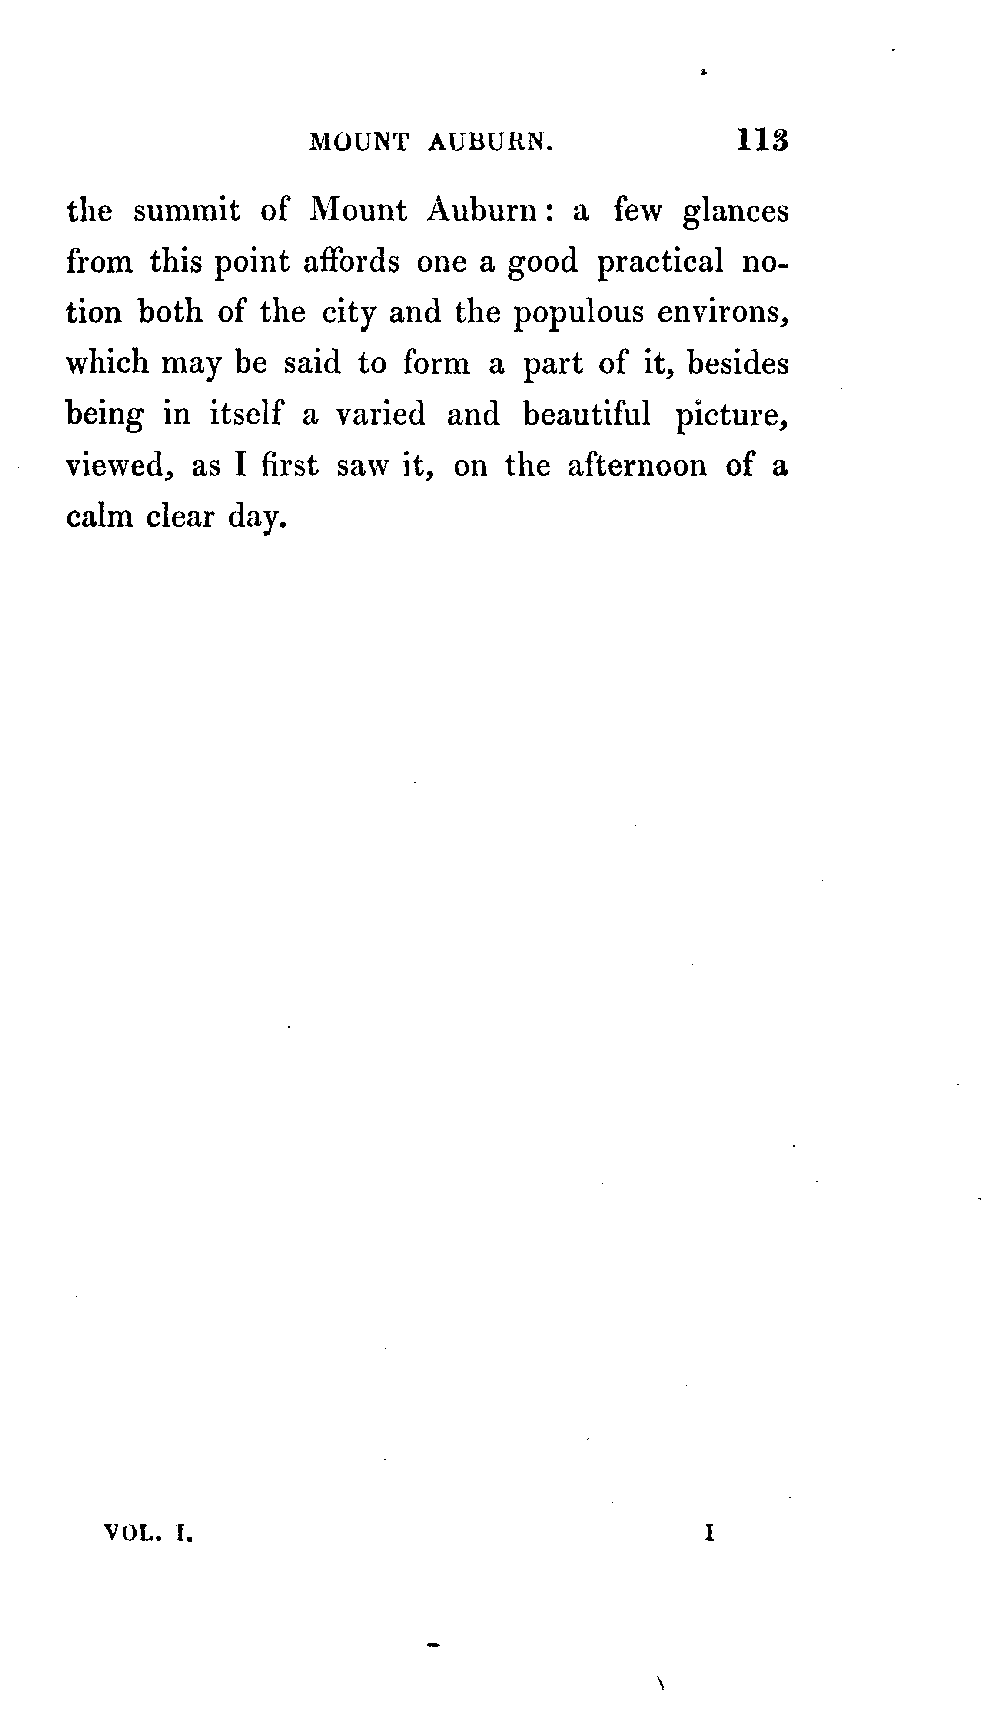 MOUNT AUBURN. 113
the summit of Mount Auburn: a few glances
from this point affords one a good practical no-
tion both of the city and the populous environs,
which may be said to form a part of it, besides
being in itself a varied and beautiful picture,
viewed, as I first saw it, on the afternoon of a
calm clear day.
VOL. I. I